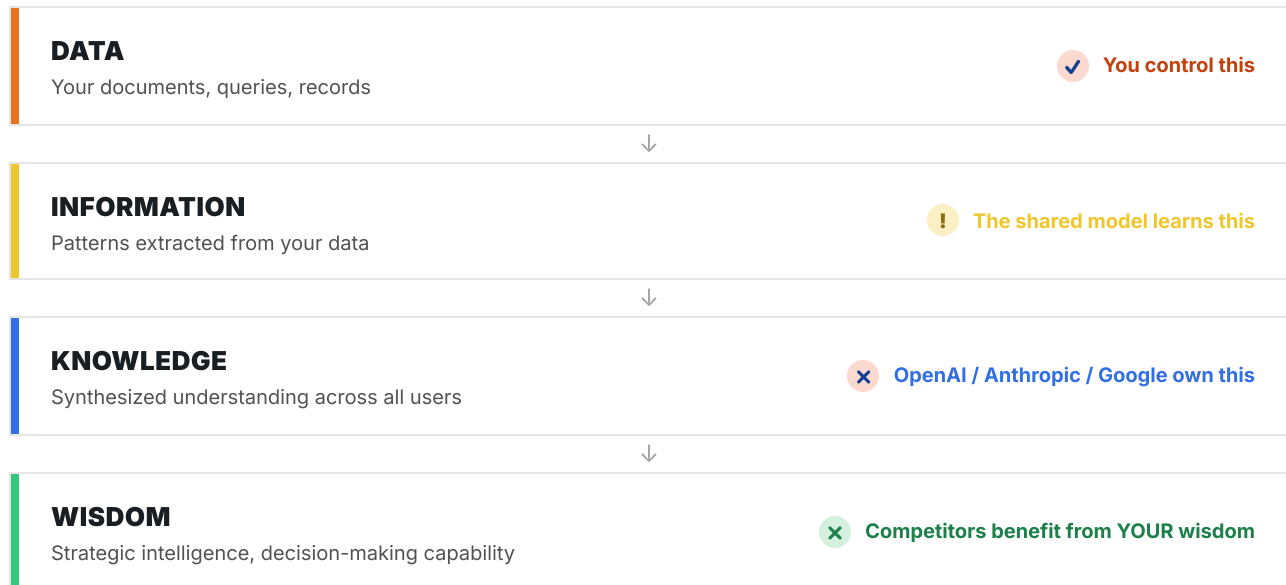 DATA
Your documents, queries, records
You control this
INFORMATION
Patterns extracted from your data
! The shared model learns this
KNOWLEDGE
Synthesized understanding across all users
OpenAI / Anthropic / Google own this
WISDOM
Strategic intelligence, decision-making capability
Competitors benefit from YOUR wisdom